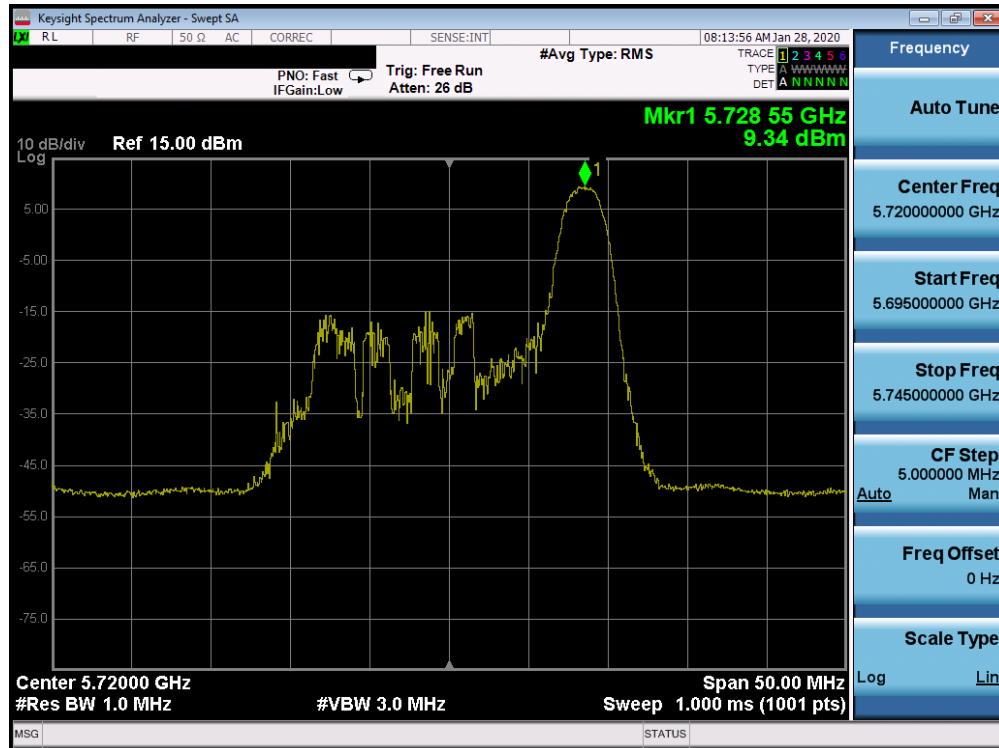 Keysight Spectrum Analyzer - Swept SA
LXI RL RF 50 Ω AC CORREC SENSE:INT 08:13:56 AM Jan 28, 2020
#Avg Type: RMS
TRACE 1 2 3 4 5 6
TYPE A WWWWW
DET A N N N N N
PNO: Fast
IFGain:Low
Trig: Free Run
Atten: 26 dB
Mkr1 5.728 55 GHz
9.34 dBm
10 dB/div Ref 15.00 dBm
Log
1
5.00
-5.00
-15.0
-25.0
-35.0
-45.0
-55.0
-65.0
-75.0
Center 5.72000 GHz Span 50.00 MHz
#Res BW 1.0 MHz #VBW 3.0 MHz Sweep 1.000 ms (1001 pts)
MSG STATUS
Frequency
Auto Tune
Center Freq
5.720000000 GHz
Start Freq
5.695000000 GHz
Stop Freq
5.745000000 GHz
CF Step
5.000000 MHz
Auto Man
Freq Offset
0 Hz
Scale Type
Log Lin